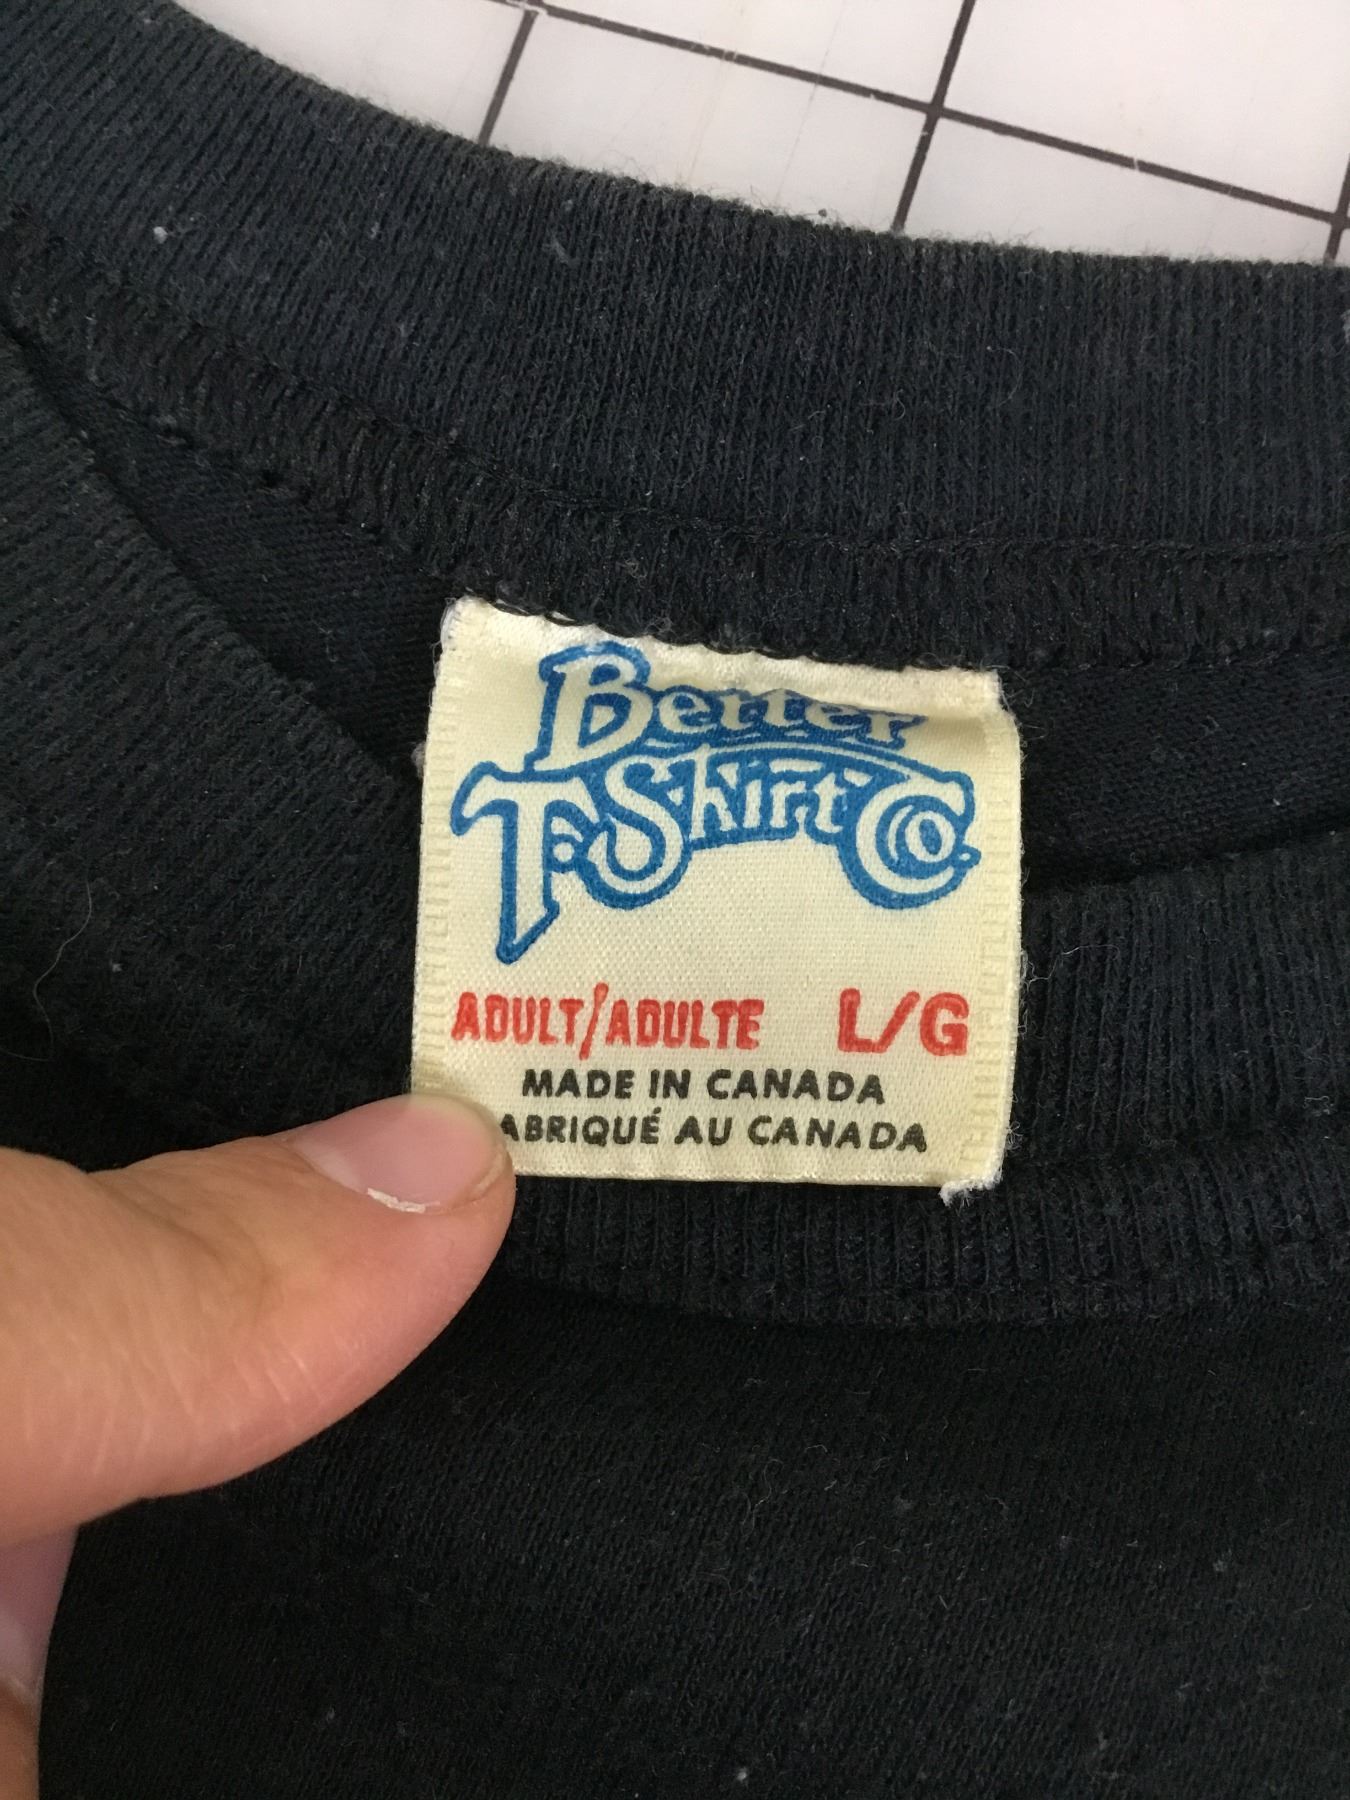 Better
T-Shirt Co.
ADULT/ADULTE L/G
MADE IN CANADA
ABRIQUÉ AU CANADA